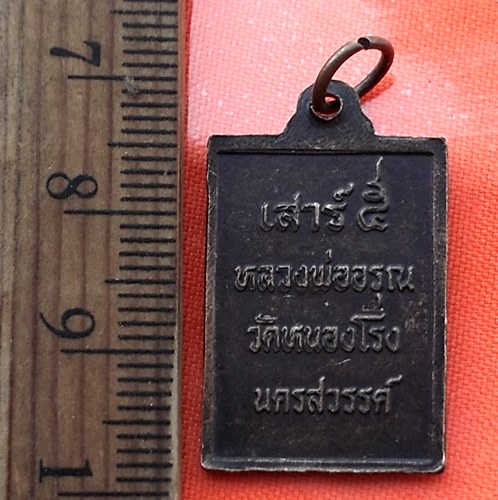 7
8
9
1
เสาร์ ๕
หลวงพ่ออรุณ
วัดหนองโรง
นครสวรรค์